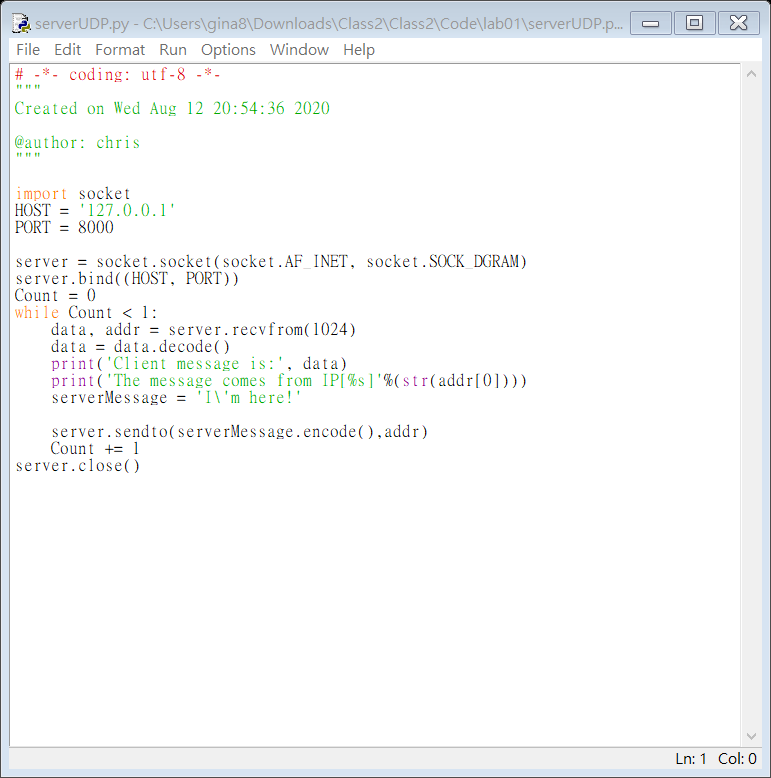 serverUDP.py - C:\Users\gina8\Downloads\Class2\Class2\Code\lab01\serverUDP.p...
File Edit Format Run Options Window Help
# -*- coding: utf-8 -*-
"""
Created on Wed Aug 12 20:54:36 2020

@author: chris
"""

import socket
HOST = '127.0.0.1'
PORT = 8000

server = socket.socket(socket.AF_INET, socket.SOCK_DGRAM)
server.bind((HOST, PORT))
Count = 0
while Count < 1:
    data, addr = server.recvfrom(1024)
    data = data.decode()
    print('Client message is:', data)
    print('The message comes from IP[%s]'%(str(addr[0])))
    serverMessage = 'I\'m here!'

    server.sendto(serverMessage.encode(),addr)
    Count += 1
server.close()
Ln: 1 Col: 0